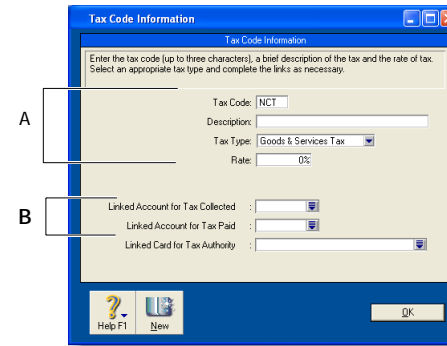 Tax Code Information
Tax Code Information
Enter the tax code (up to three characters), a brief description of the tax and the rate of tax.
Select an appropriate tax type and complete the links as necessary.
A
Tax Code: NCT
Description:
Tax Type: Goods & Services Tax
Rate: 0%
B
Linked Account for Tax Collected :
Linked Account for Tax Paid :
Linked Card for Tax Authority :
Help F1
New
OK